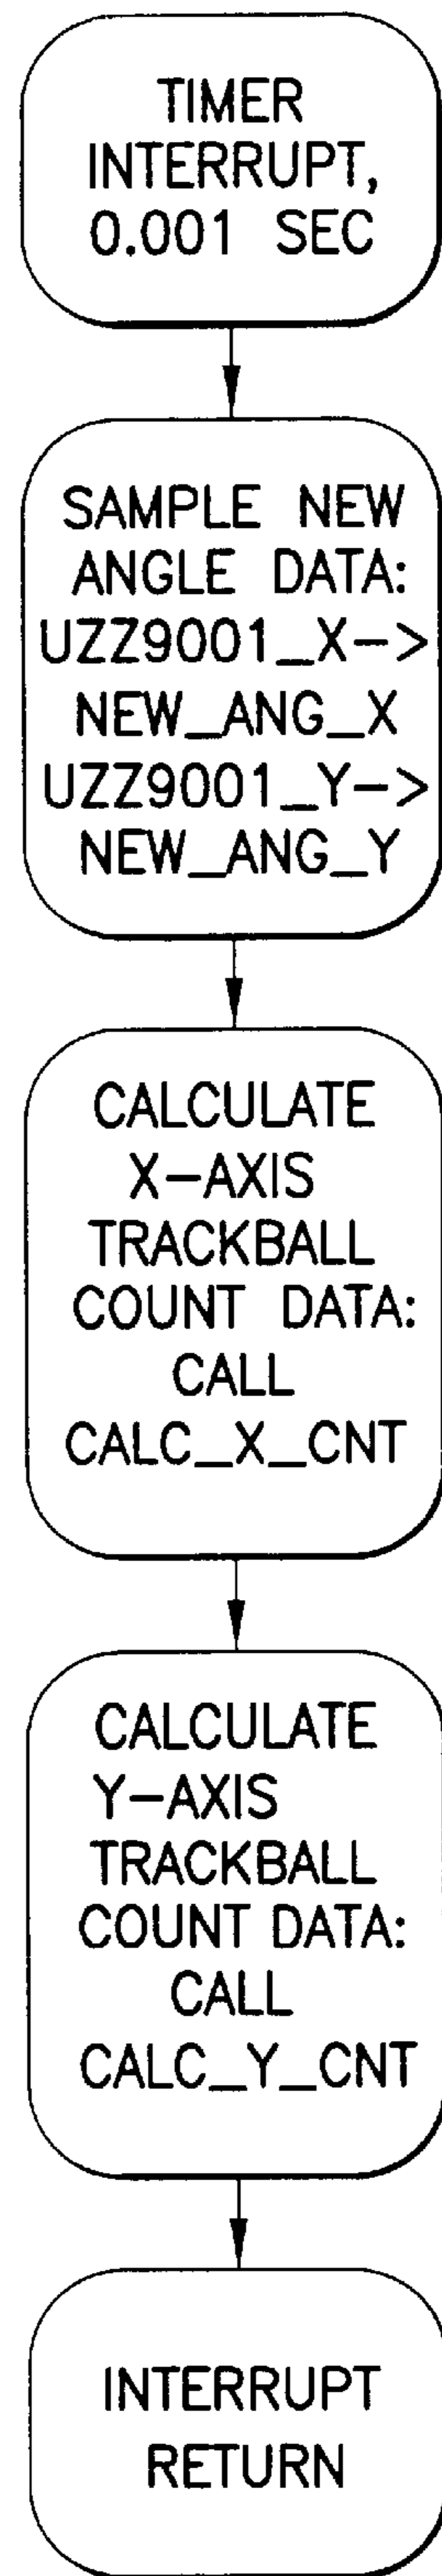 TIMER
INTERRUPT,
0.001 SEC
SAMPLE NEW
ANGLE DATA:
UZZ9001_X->
NEW_ANG_X
UZZ9001_Y->
NEW_ANG_Y
CALCULATE
X-AXIS
TRACKBALL
COUNT DATA:
CALL
CALC_X_CNT
CALCULATE
Y-AXIS
TRACKBALL
COUNT DATA:
CALL
CALC_Y_CNT
INTERRUPT
RETURN